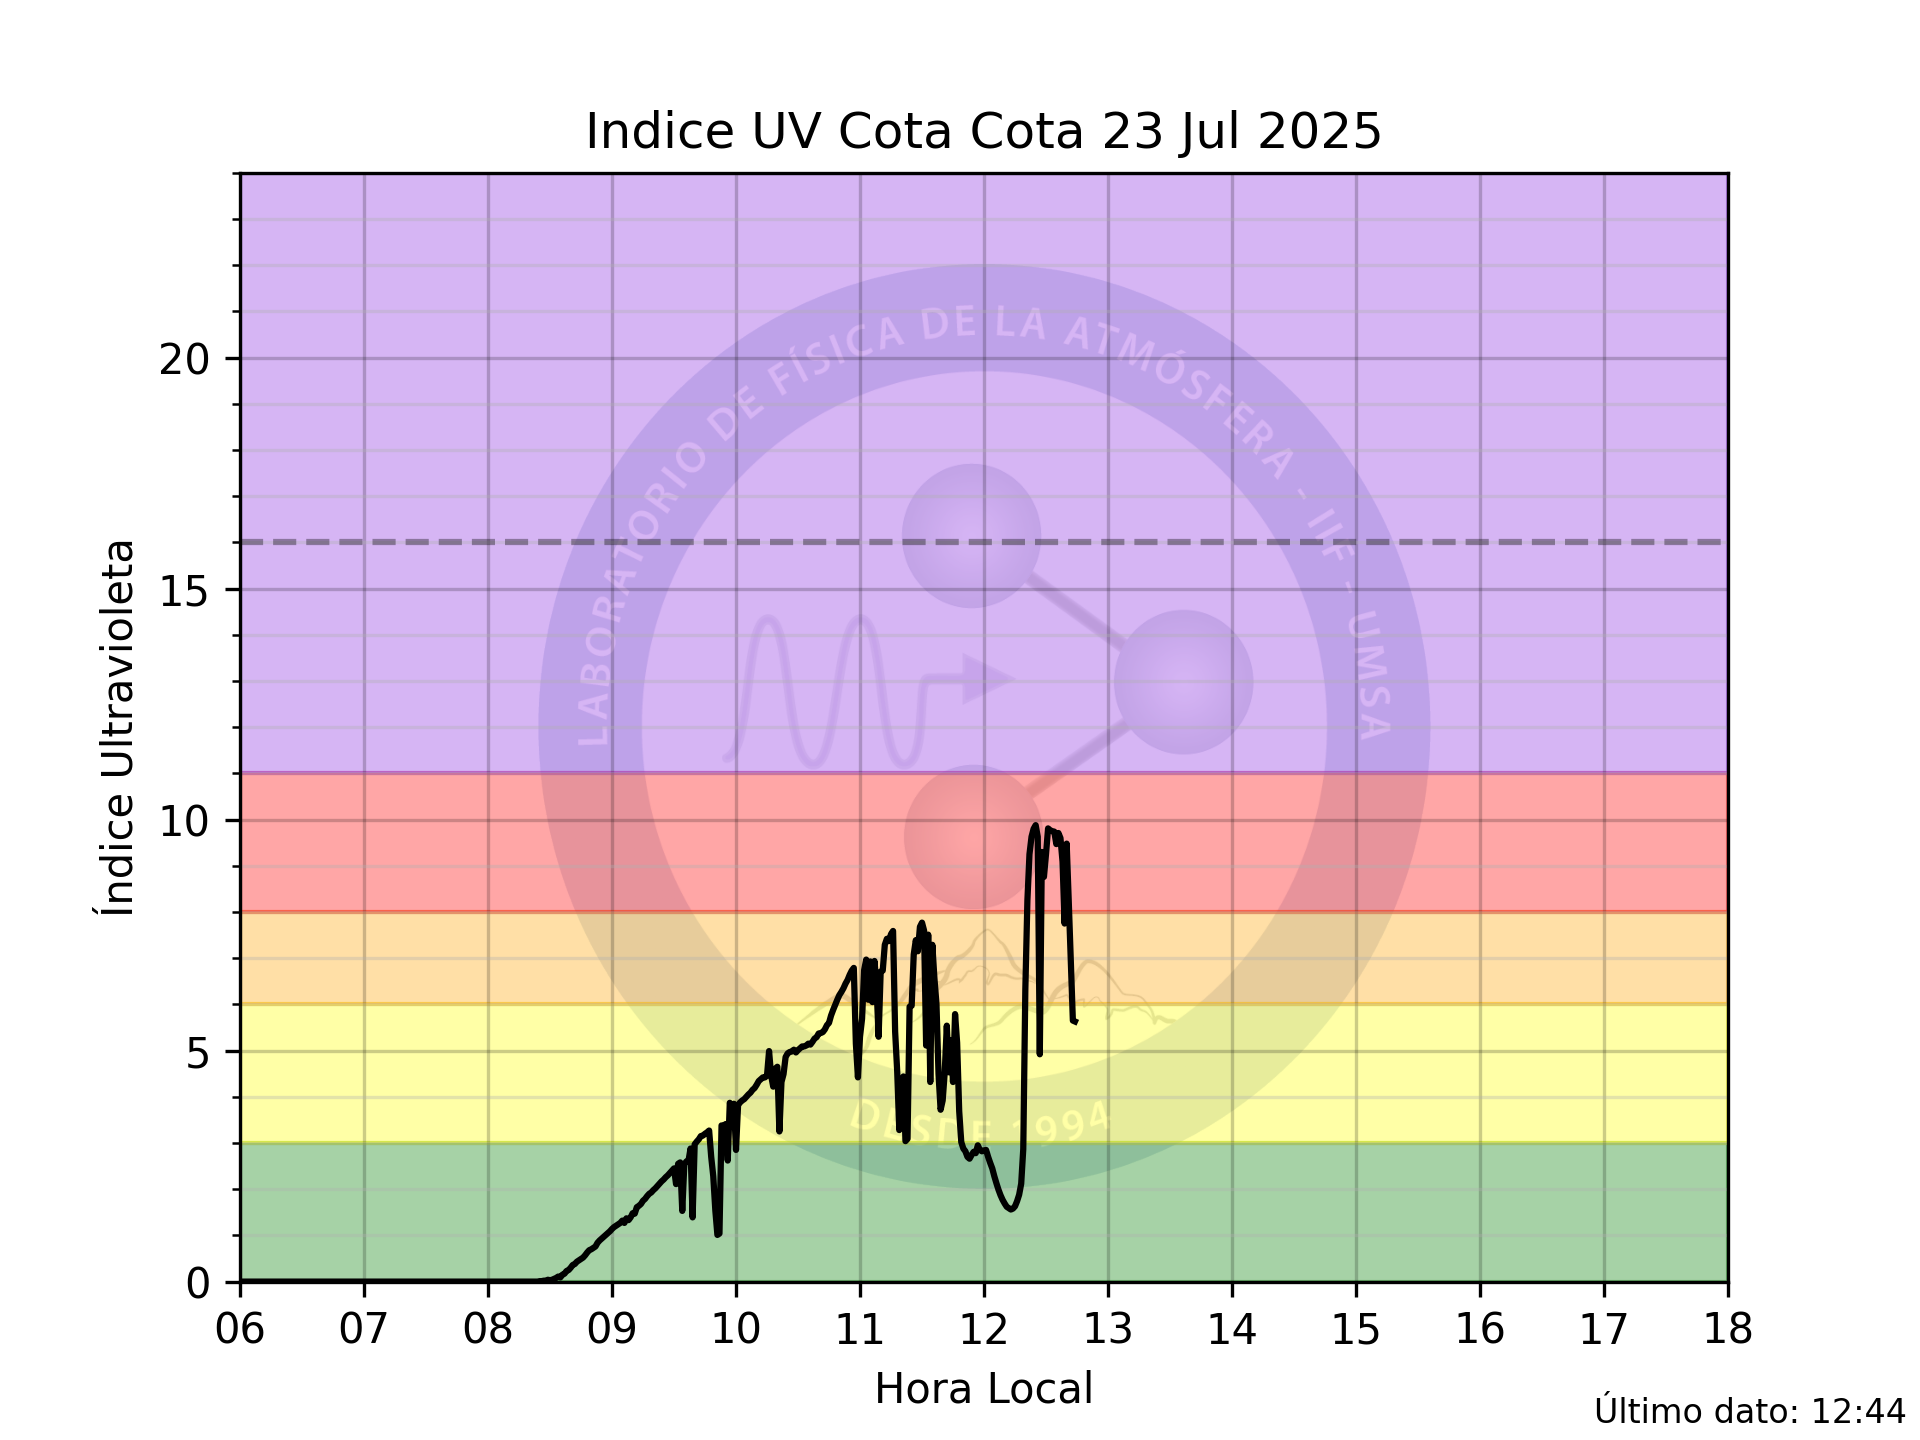 Indice UV Cota Cota 23 Jul 2025
LABORATORIO DE FÍSICA DE LA ATMÓSFERA - IIF - UMSA
DESDE 1994
Índice Ultravioleta
20
15
10
5
0
06 07 08 09 10 11 12 13 14 15 16 17 18
Hora Local
Último dato: 12:44